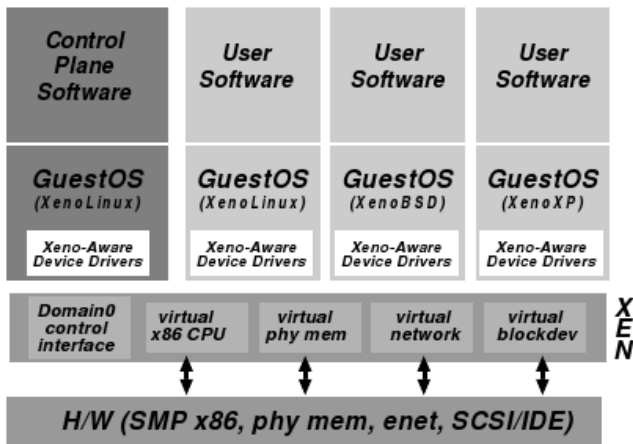 Control
Plane
Software
User
Software
User
Software
User
Software
GuestOS
(XenoLinux)
Xeno-Aware
Device Drivers
GuestOS
(XenoLinux)
Xeno-Aware
Device Drivers
GuestOS
(XenoBSD)
Xeno-Aware
Device Drivers
GuestOS
(XenoXP)
Xeno-Aware
Device Drivers
Domain0
control
interface
virtual
x86 CPU
virtual
phy mem
virtual
network
virtual
blockdev
XEN
H/W (SMP x86, phy mem, enet, SCSI/IDE)